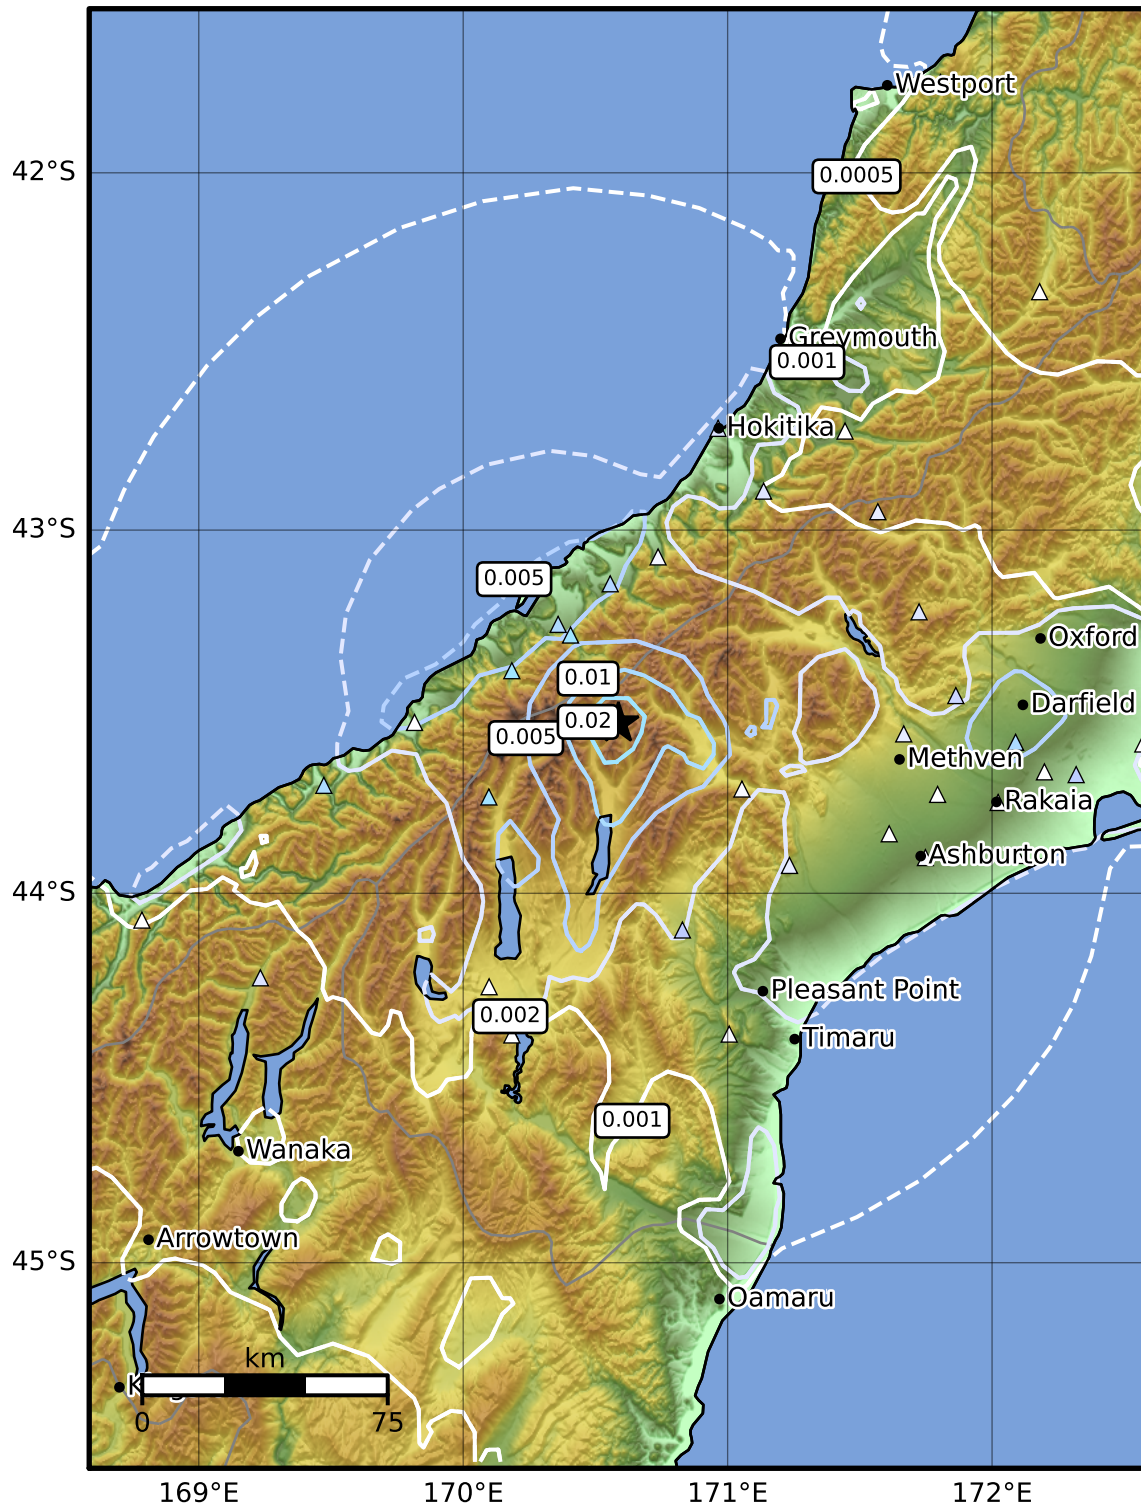 Westport
42°S
0.0005
Greymouth
0.001
Hokitika
43°S
0.005
Oxford
0.01
Darfield
0.02
0.005
Methven
Rakaia
Ashburton
44°S
Pleasant Point
0.002
Timaru
0.001
Wanaka
Arrowtown
45°S
Oamaru
km
0
75
169°E
170°E
171°E
172°E